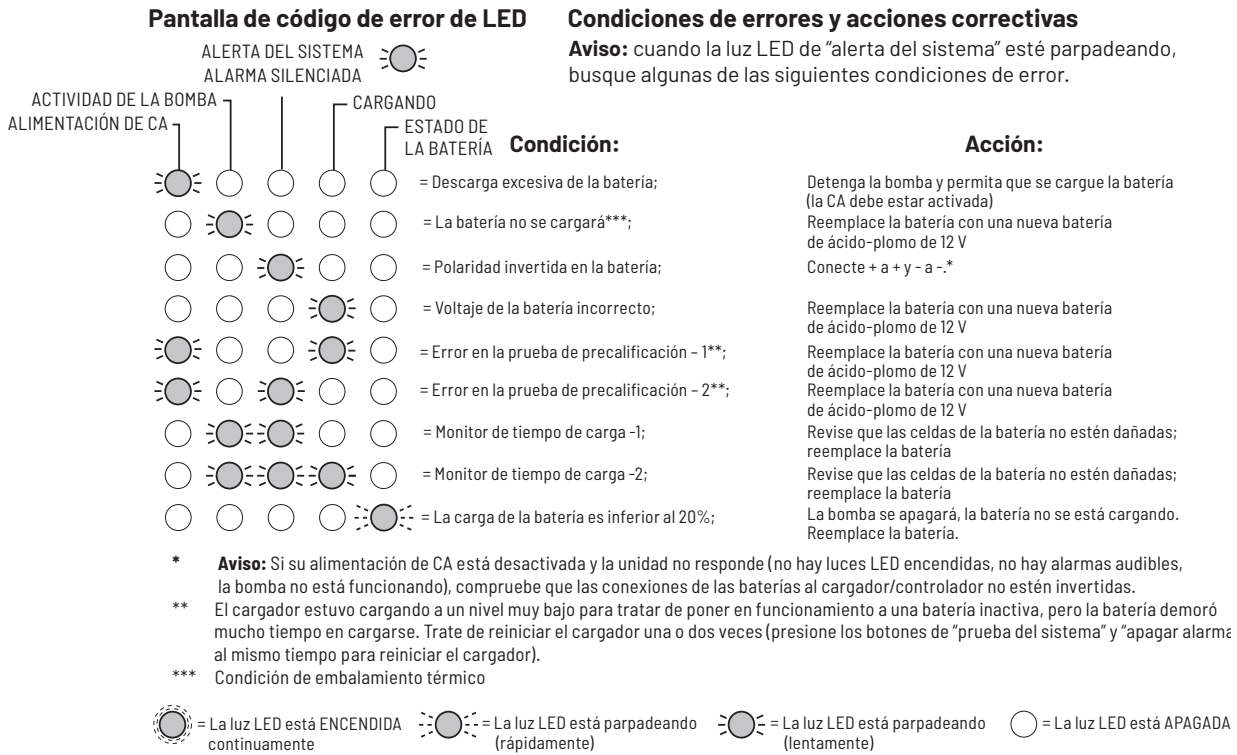 Pantalla de código de error de LED
Condiciones de errores y acciones correctivas
ALERTA DEL SISTEMA
ALARMA SILENCIADA
Aviso: cuando la luz LED de "alerta del sistema" esté parpadeando,
busque algunas de las siguientes condiciones de error.
ACTIVIDAD DE LA BOMBA
CARGANDO
ALIMENTACIÓN DE CA
ESTADO DE
LA BATERÍA
Condición:
Acción:
= Descarga excesiva de la batería;
Detenga la bomba y permita que se cargue la batería
(la CA debe estar activada)
= La batería no se cargará***;
Reemplace la batería con una nueva batería
de ácido-plomo de 12 V
= Polaridad invertida en la batería;
Conecte + a + y - a -.*
= Voltaje de la batería incorrecto;
Reemplace la batería con una nueva batería
de ácido-plomo de 12 V
= Error en la prueba de precalificación – 1**;
Reemplace la batería con una nueva batería
de ácido-plomo de 12 V
= Error en la prueba de precalificación – 2**;
Reemplace la batería con una nueva batería
de ácido-plomo de 12 V
= Monitor de tiempo de carga -1;
Revise que las celdas de la batería no estén dañadas;
reemplace la batería
= Monitor de tiempo de carga -2;
Revise que las celdas de la batería no estén dañadas;
reemplace la batería
= La carga de la batería es inferior al 20%;
La bomba se apagará, la batería no se está cargando.
Reemplace la batería.
* Aviso: Si su alimentación de CA está desactivada y la unidad no responde (no hay luces LED encendidas, no hay alarmas audibles,
la bomba no está funcionando), compruebe que las conexiones de las baterías al cargador/controlador no estén invertidas.
** El cargador estuvo cargando a un nivel muy bajo para tratar de poner en funcionamiento a una batería inactiva, pero la batería demoró
mucho tiempo en cargarse. Trate de reiniciar el cargador una o dos veces (presione los botones de "prueba del sistema" y "apagar alarma
al mismo tiempo para reiniciar el cargador).
*** Condición de embalamiento térmico
= La luz LED está ENCENDIDA
continuamente
= La luz LED está parpadeando
(rápidamente)
= La luz LED está parpadeando
(lentamente)
= La luz LED está APAGADA